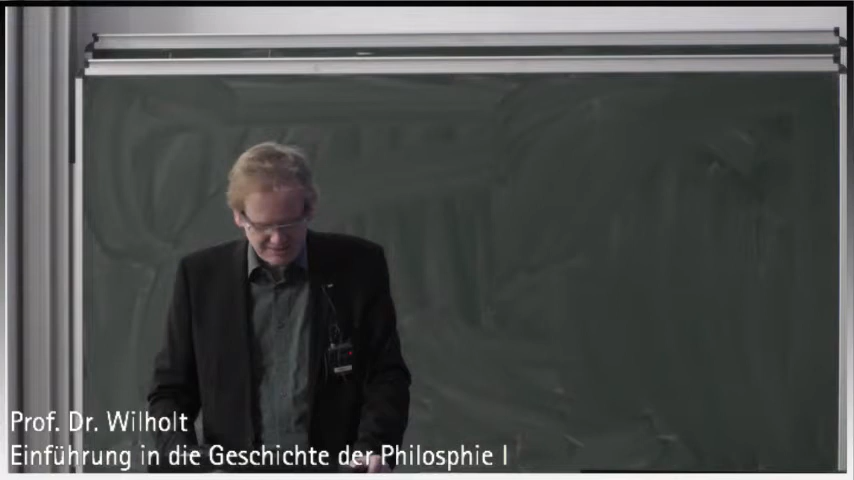 Prof. Dr. Wilholt
Einführung in die Geschichte der Philosphie I